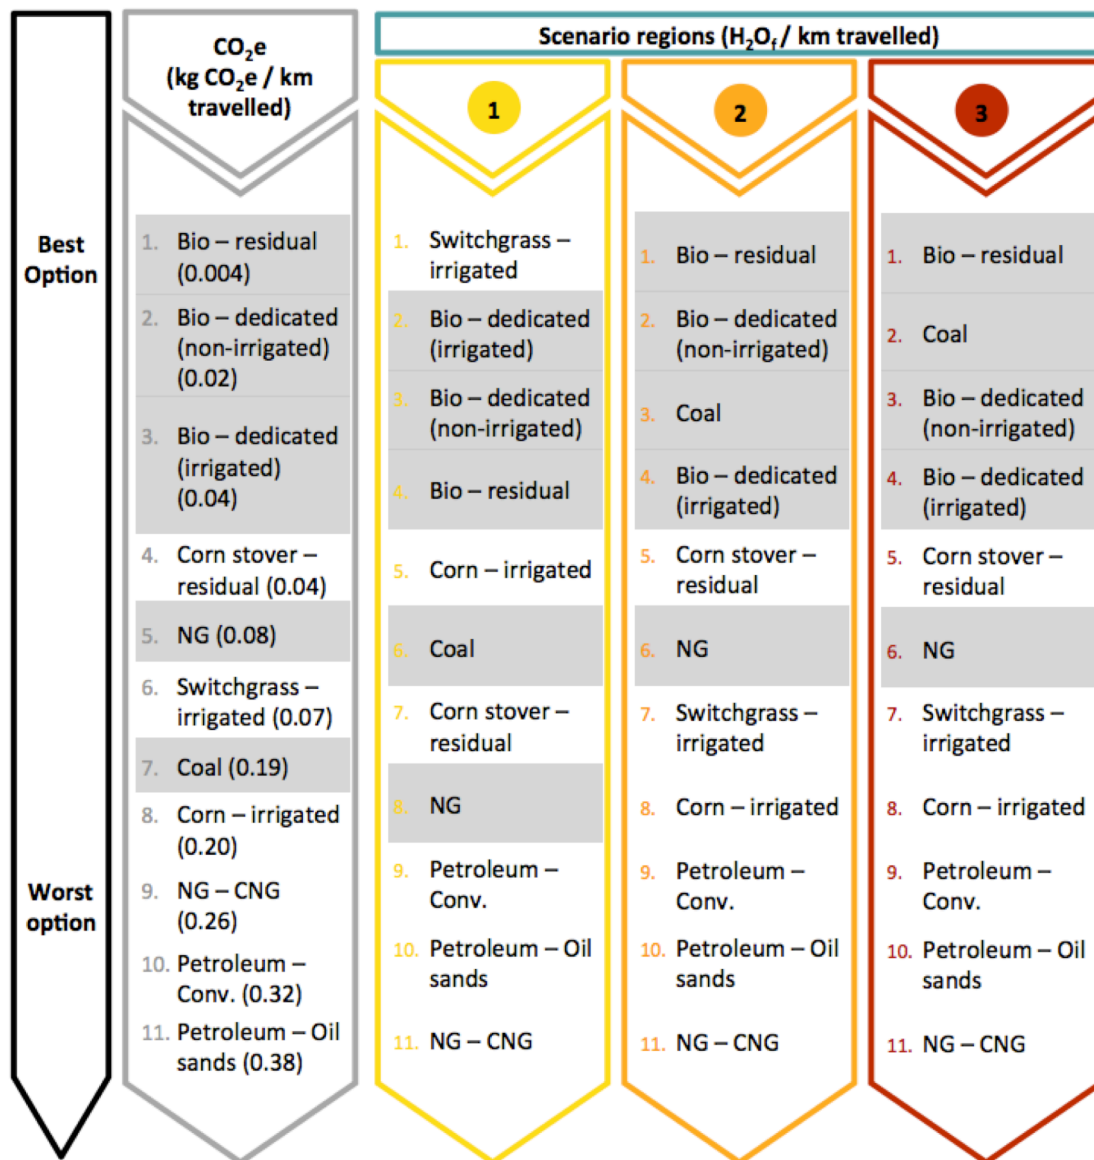 CO₂e
(kg CO₂e / km
travelled)
Scenario regions (H₂Of / km travelled)
1
2
3
Best
Option
Worst
option
1. Bio – residual
(0.004)
2. Bio – dedicated
(non-irrigated)
(0.02)
3. Bio – dedicated
(irrigated)
(0.04)
4. Corn stover –
residual (0.04)
5. NG (0.08)
6. Switchgrass –
irrigated (0.07)
7. Coal (0.19)
8. Corn – irrigated
(0.20)
9. NG – CNG
(0.26)
10. Petroleum –
Conv. (0.32)
11. Petroleum – Oil
sands (0.38)
1. Switchgrass –
irrigated
2. Bio – dedicated
(irrigated)
3. Bio – dedicated
(non-irrigated)
4. Bio – residual
5. Corn – irrigated
6. Coal
7. Corn stover –
residual
8. NG
9. Petroleum –
Conv.
10. Petroleum – Oil
sands
11. NG – CNG
1. Bio – residual
2. Bio – dedicated
(non-irrigated)
3. Coal
4. Bio – dedicated
(irrigated)
5. Corn stover –
residual
6. NG
7. Switchgrass –
irrigated
8. Corn – irrigated
9. Petroleum –
Conv.
10. Petroleum – Oil
sands
11. NG – CNG
1. Bio – residual
2. Coal
3. Bio – dedicated
(non-irrigated)
4. Bio – dedicated
(irrigated)
5. Corn stover –
residual
6. NG
7. Switchgrass –
irrigated
8. Corn – irrigated
9. Petroleum –
Conv.
10. Petroleum – Oil
sands
11. NG – CNG